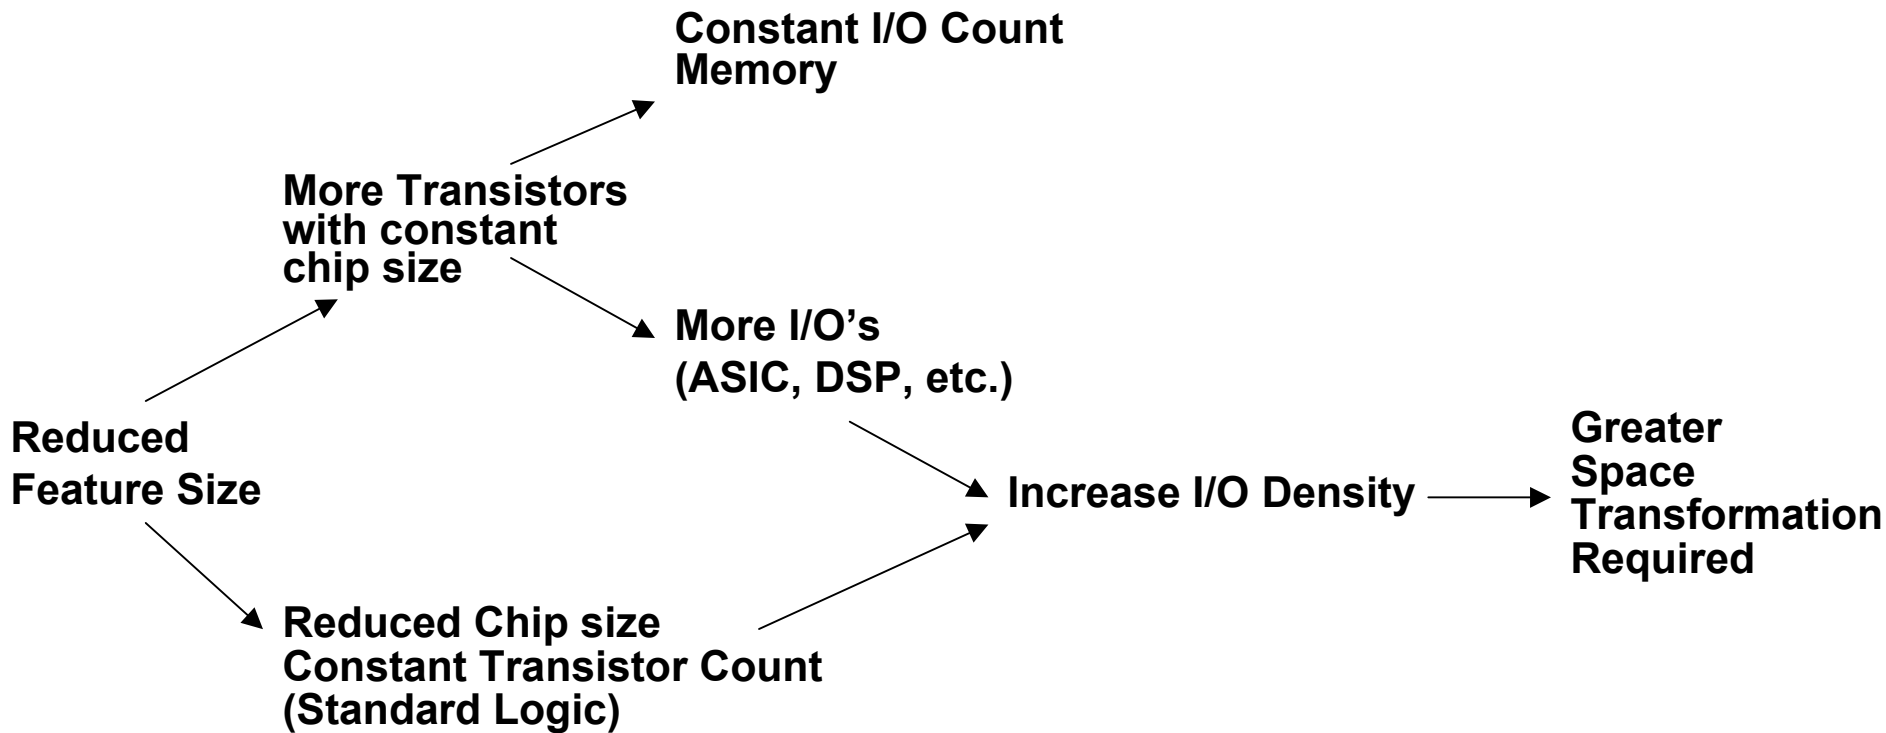 Constant I/O Count
Memory
More Transistors
with constant
chip size
More I/O’s
(ASIC, DSP, etc.)
Reduced
Feature Size
Increase I/O Density
Greater
Space
Transformation
Required
Reduced Chip size
Constant Transistor Count
(Standard Logic)